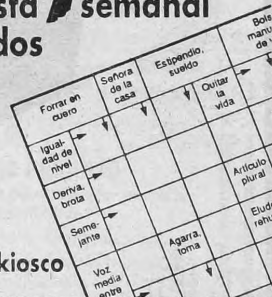 semanal
dos
Forrar en
cuero
Señora
de la
casa
Estipendio,
sueldo
Quitar
la
vida
Igual-
dad de
nivel
Deriva,
brota
Seme-
jante
Artículo
plural
Agarra,
toma
kiosco
Voz
media
entre